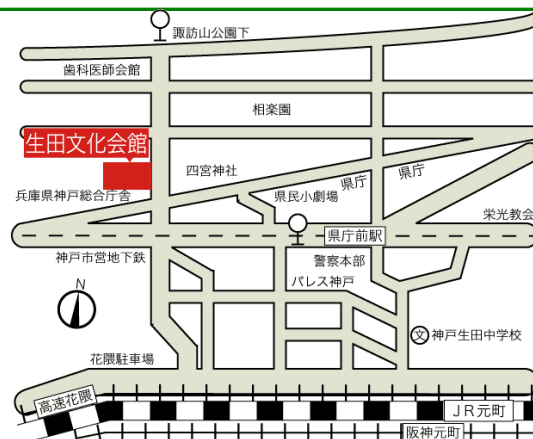 諏訪山公園下
歯科医師会館
相楽園
生田文化会館
四宮神社
県庁
県庁
兵庫県神戸総合庁舎
県民小劇場
栄光教会
県庁前駅
神戸市営地下鉄
警察本部
パレス神戸
N
文
神戸生田中学校
花隈駐車場
高速花隈
JR元町
阪神元町